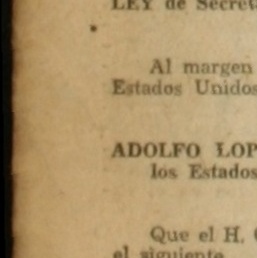 LEY de Secret
Al margen
Estados Unidos
ADOLFO LOP
los Estados
Que el H.
el siguiente